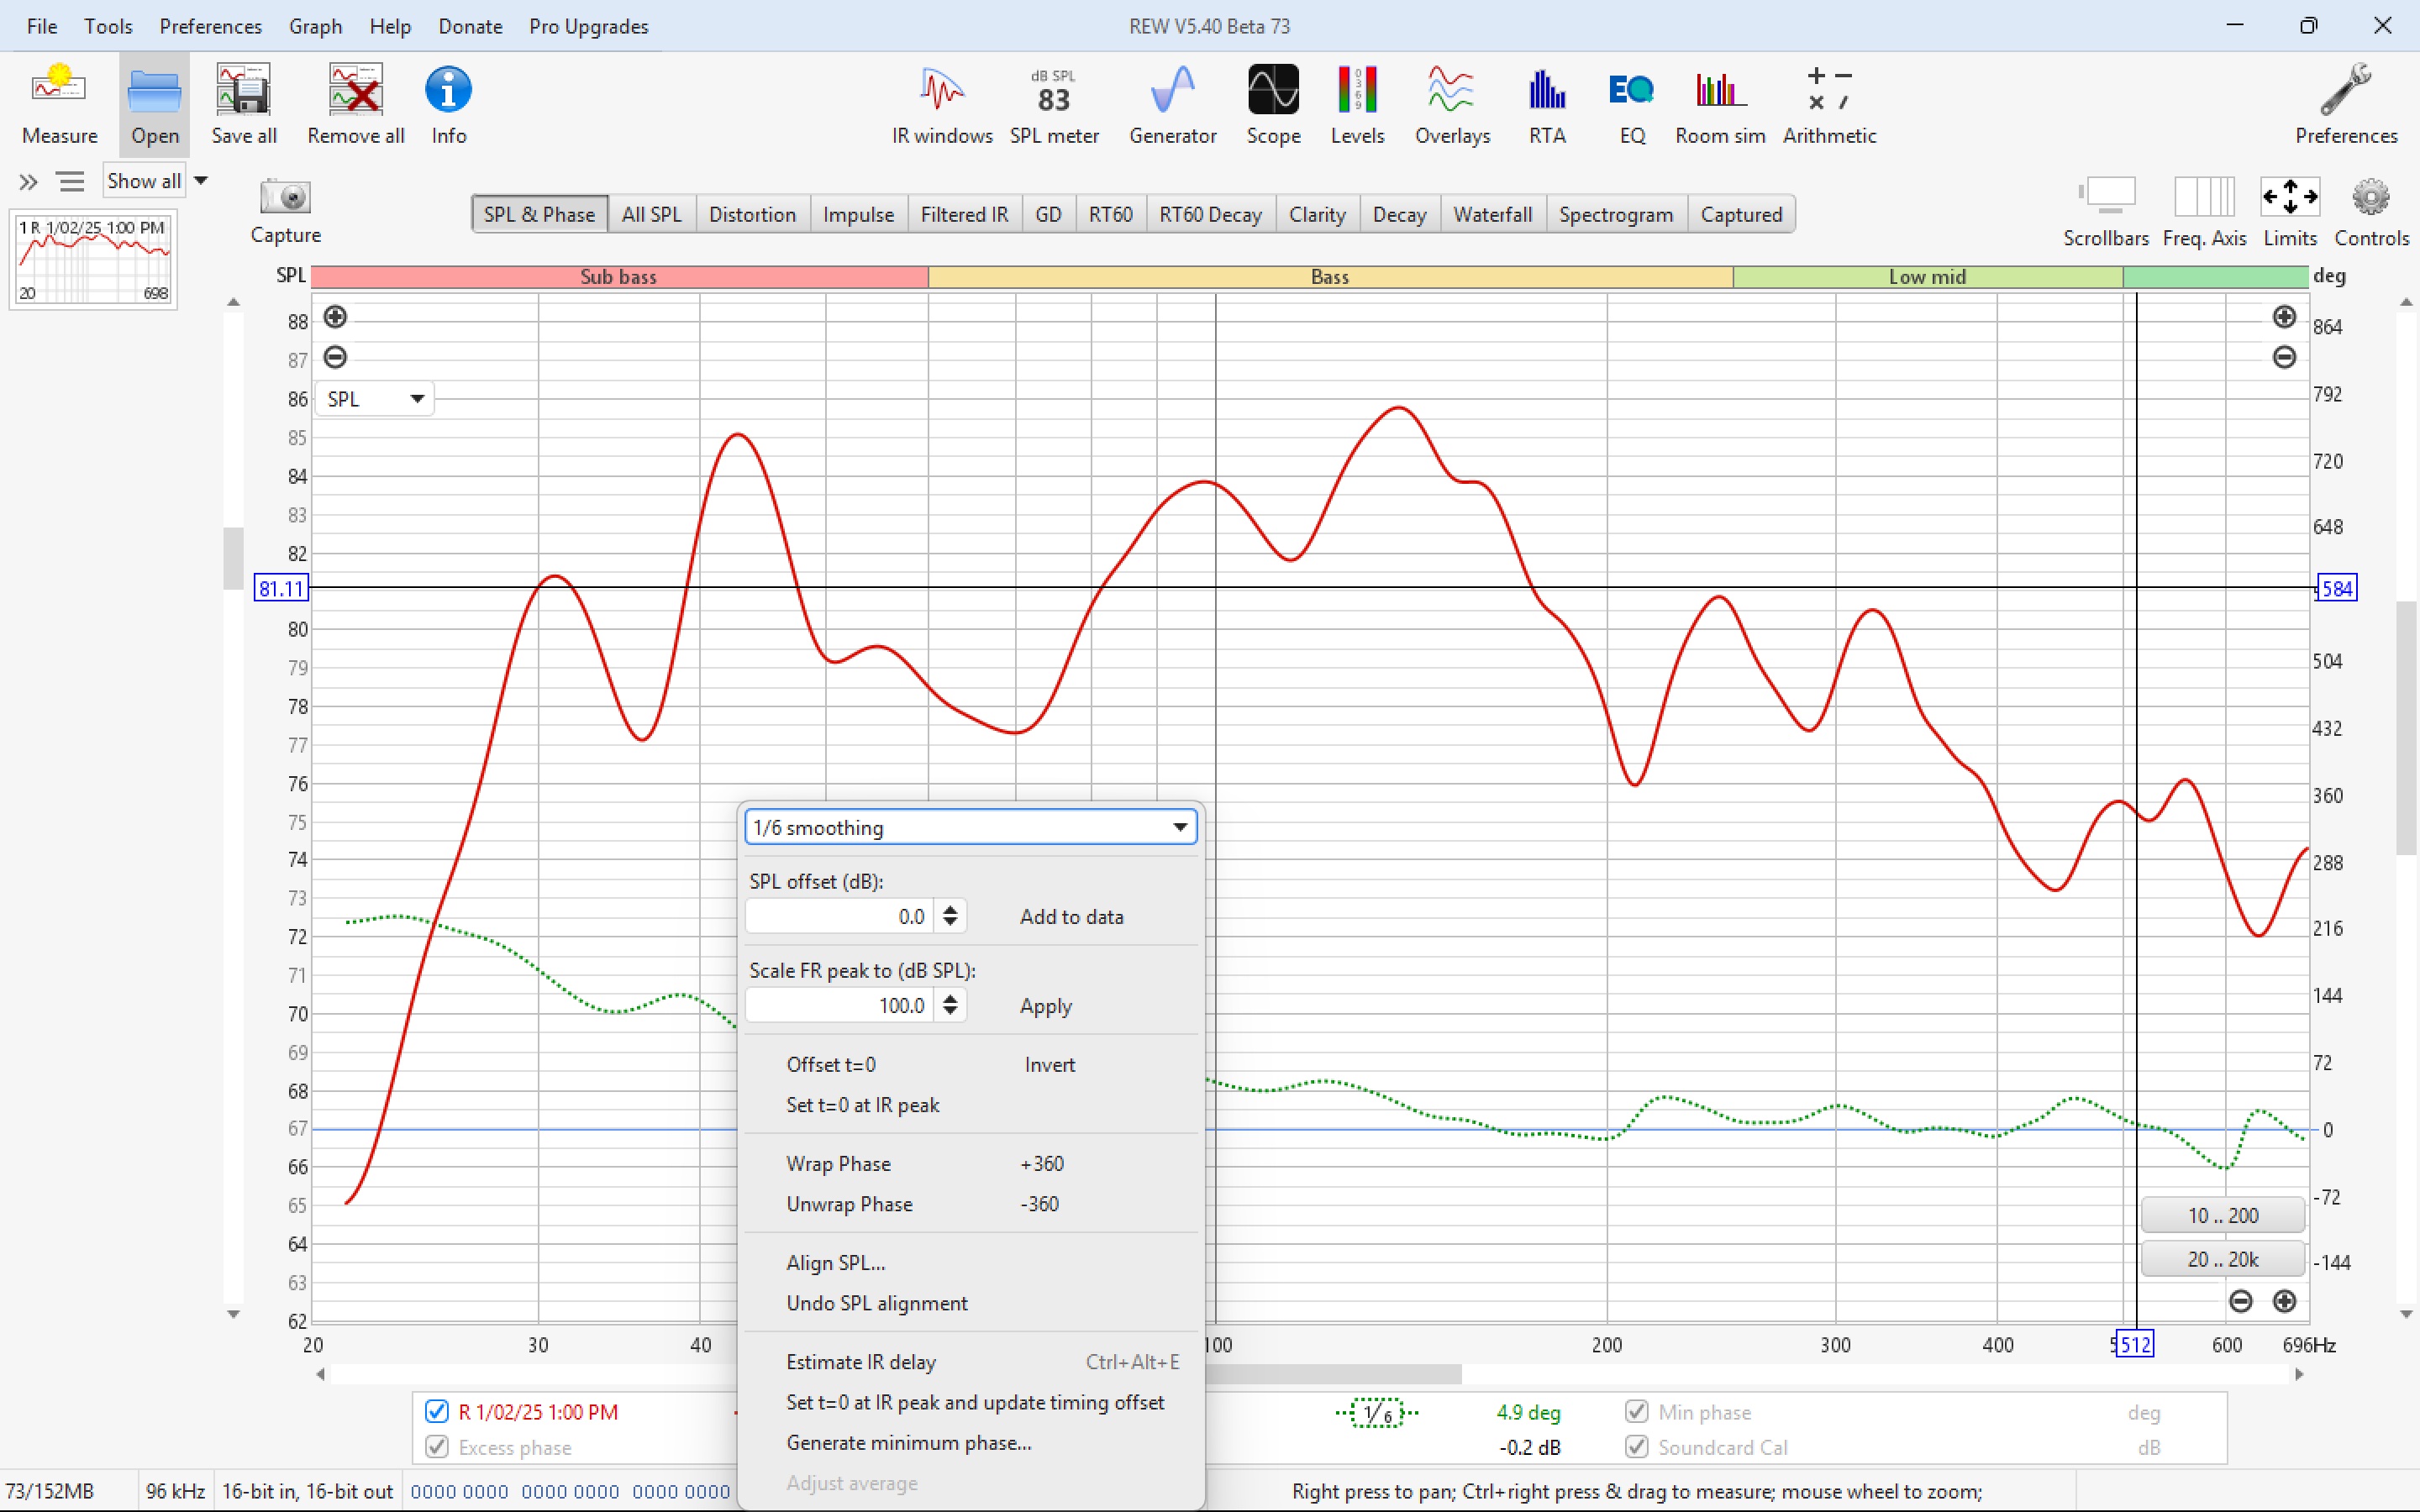 File Tools Preferences Graph Help Donate Pro Upgrades
REW V5.40 Beta 73
Measure Open Save all Remove all Info
dB SPL
83
0 3 6 9
IR windows SPL meter Generator Scope Levels Overlays RTA EQ Room sim Arithmetic
Preferences
Show all
1 R 1/02/25 1:00 PM
20 698
Capture
SPL & Phase All SPL Distortion Impulse Filtered IR GD RT60 RT60 Decay Clarity Decay Waterfall Spectrogram Captured
Scrollbars Freq. Axis Limits Controls
SPL Sub bass Bass Low mid deg
88
87
86
85
84
83
82
81.11
80
79
78
77
76
75
74
73
72
71
70
69
68
67
66
65
64
63
62
SPL
864
792
720
648
584
504
432
360
288
216
144
72
0
-72
-144
10 .. 200
20 .. 20k
20 30 40 100 200 300 400 512 600 696Hz
1/6 smoothing
SPL offset (dB):
0.0 Add to data
Scale FR peak to (dB SPL):
100.0 Apply
Offset t=0 Invert
Set t=0 at IR peak
Wrap Phase +360
Unwrap Phase -360
Align SPL...
Undo SPL alignment
Estimate IR delay Ctrl+Alt+E
Set t=0 at IR peak and update timing offset
Generate minimum phase...
Adjust average
R 1/02/25 1:00 PM
1/6 4.9 deg Min phase deg
Excess phase
-0.2 dB Soundcard Cal dB
73/152MB 96 kHz 16-bit in, 16-bit out 0000 0000 0000 0000 0000 0000
Right press to pan; Ctrl+right press & drag to measure; mouse wheel to zoom;